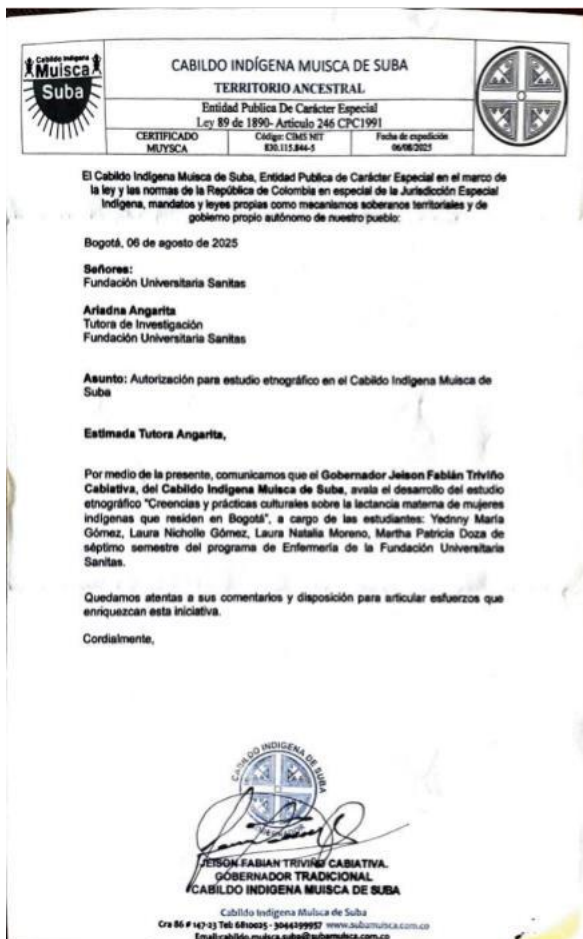 Cabildo Indígena
Muisca
Suba
CABILDO INDÍGENA MUISCA DE SUBA
TERRITORIO ANCESTRAL
Entidad Publica De Carácter Especial
Ley 89 de 1890- Articulo 246 CPC1991
CERTIFICADO
MUYSCA
Código: CIMS NIT
830.115.844-5
Fecha de expedición
06/08/2025
El Cabildo Indígena Muisca de Suba, Entidad Publica de Carácter Especial en el marco de
la ley y las normas de la República de Colombia en especial de la Jurisdicción Especial
Indígena, mandatos y leyes propias como mecanismos soberanos territoriales y de
gobierno propio autónomo de nuestro pueblo:
Bogotá, 06 de agosto de 2025
Señores:
Fundación Universitaria Sanitas
Ariadna Angarita
Tutora de Investigación
Fundación Universitaria Sanitas
Asunto: Autorización para estudio etnográfico en el Cabildo Indígena Muisca de
Suba
Estimada Tutora Angarita,
Por medio de la presente, comunicamos que el Gobernador Jeison Fabián Triviño
Cabiativa, del Cabildo Indígena Muisca de Suba, avala el desarrollo del estudio
etnográfico "Creencias y prácticas culturales sobre la lactancia materna de mujeres
indígenas que residen en Bogotá", a cargo de las estudiantes: Yednny María
Gómez, Laura Nicholle Gómez, Laura Natalia Moreno, Martha Patricia Doza de
séptimo semestre del programa de Enfermería de la Fundación Universitaria
Sanitas.
Quedamos atentas a sus comentarios y disposición para articular esfuerzos que
enriquezcan esta iniciativa.
Cordialmente,
CABILDO INDIGENA DE SUBA
GOBERNADOR
JEISON FABIAN TRIVIÑO CABIATIVA.
GOBERNADOR TRADICIONAL
CABILDO INDIGENA MUISCA DE SUBA
Cabildo Indígena Muisca de Suba
Cra 86 # 147-23 Tel: 6810025 - 3044299957 www.subamuisca.com.co
Email:cabildo.muisca.suba@subamuisca.com.co